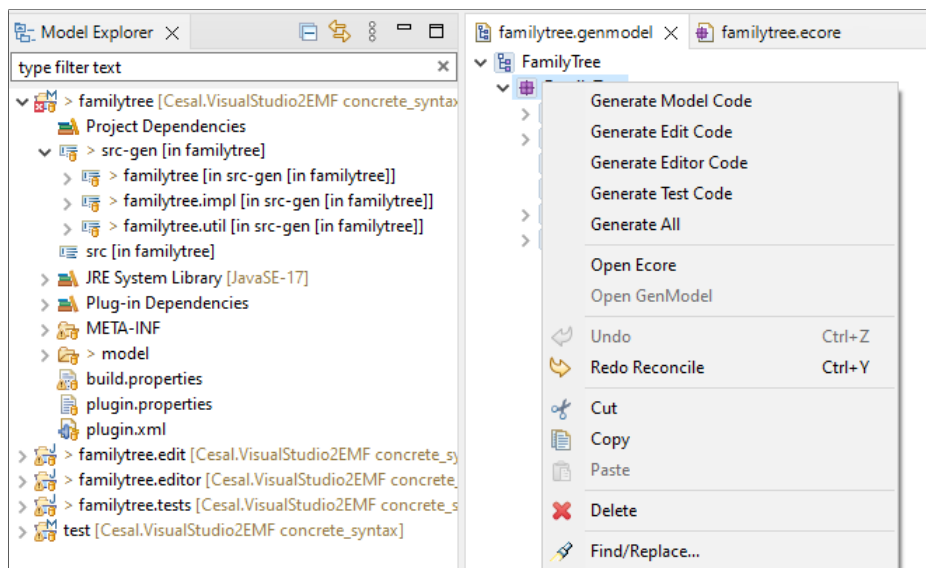 Model Explorer
type filter text
> familytree [Cesal.VisualStudio2EMF concrete_syntax
Project Dependencies
> src-gen [in familytree]
> familytree [in src-gen [in familytree]]
> familytree.impl [in src-gen [in familytree]]
> familytree.util [in src-gen [in familytree]]
src [in familytree]
JRE System Library [JavaSE-17]
Plug-in Dependencies
META-INF
> model
build.properties
plugin.properties
plugin.xml
> familytree.edit [Cesal.VisualStudio2EMF concrete_sy
> familytree.editor [Cesal.VisualStudio2EMF concrete_
> familytree.tests [Cesal.VisualStudio2EMF concrete_s
test [Cesal.VisualStudio2EMF concrete_syntax]
familytree.genmodel familytree.ecore
FamilyTree
Generate Model Code
Generate Edit Code
Generate Editor Code
Generate Test Code
Generate All
Open Ecore
Open GenModel
Undo Ctrl+Z
Redo Reconcile Ctrl+Y
Cut
Copy
Paste
Delete
Find/Replace...